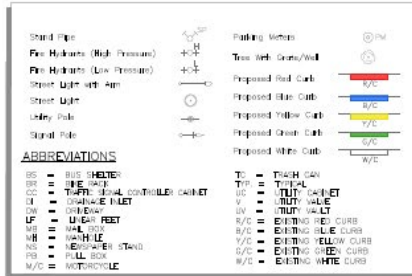 Stand Pipe
Fire Hydrants (High Pressure) H
Fire Hydrants (Low Pressure) L
Street Light with Arm
Street Light
Utility Pole
Signal Pole
Parking Meters PM
Tree With Grate/Well
Proposed Red Curb R/C
Proposed Blue Curb B/C
Proposed Yellow Curb Y/C
Proposed Green Curb G/C
Proposed White Curb W/C
ABBREVIATIONS
BS = BUS SHELTER
BR = BIKE RACK
CC = TRAFFIC SIGNAL CONTROLLER CABINET
DI = DRAINAGE INLET
DW = DRIVEWAY
LF = LINEAR FEET
MB = MAIL BOX
MH = MANHOLE
NS = NEWSPAPER STAND
PB = PULL BOX
M/C = MOTORCYCLE
TC = TRASH CAN
TYP. = TYPICAL
UC = UTILITY CABINET
V = UTILITY VALVE
UV = UTILITY VAULT
R/C = EXISTING RED CURB
B/C = EXISTING BLUE CURB
Y/C = EXISTING YELLOW CURB
G/C = EXISTING GREEN CURB
W/C = EXISTING WHITE CURB